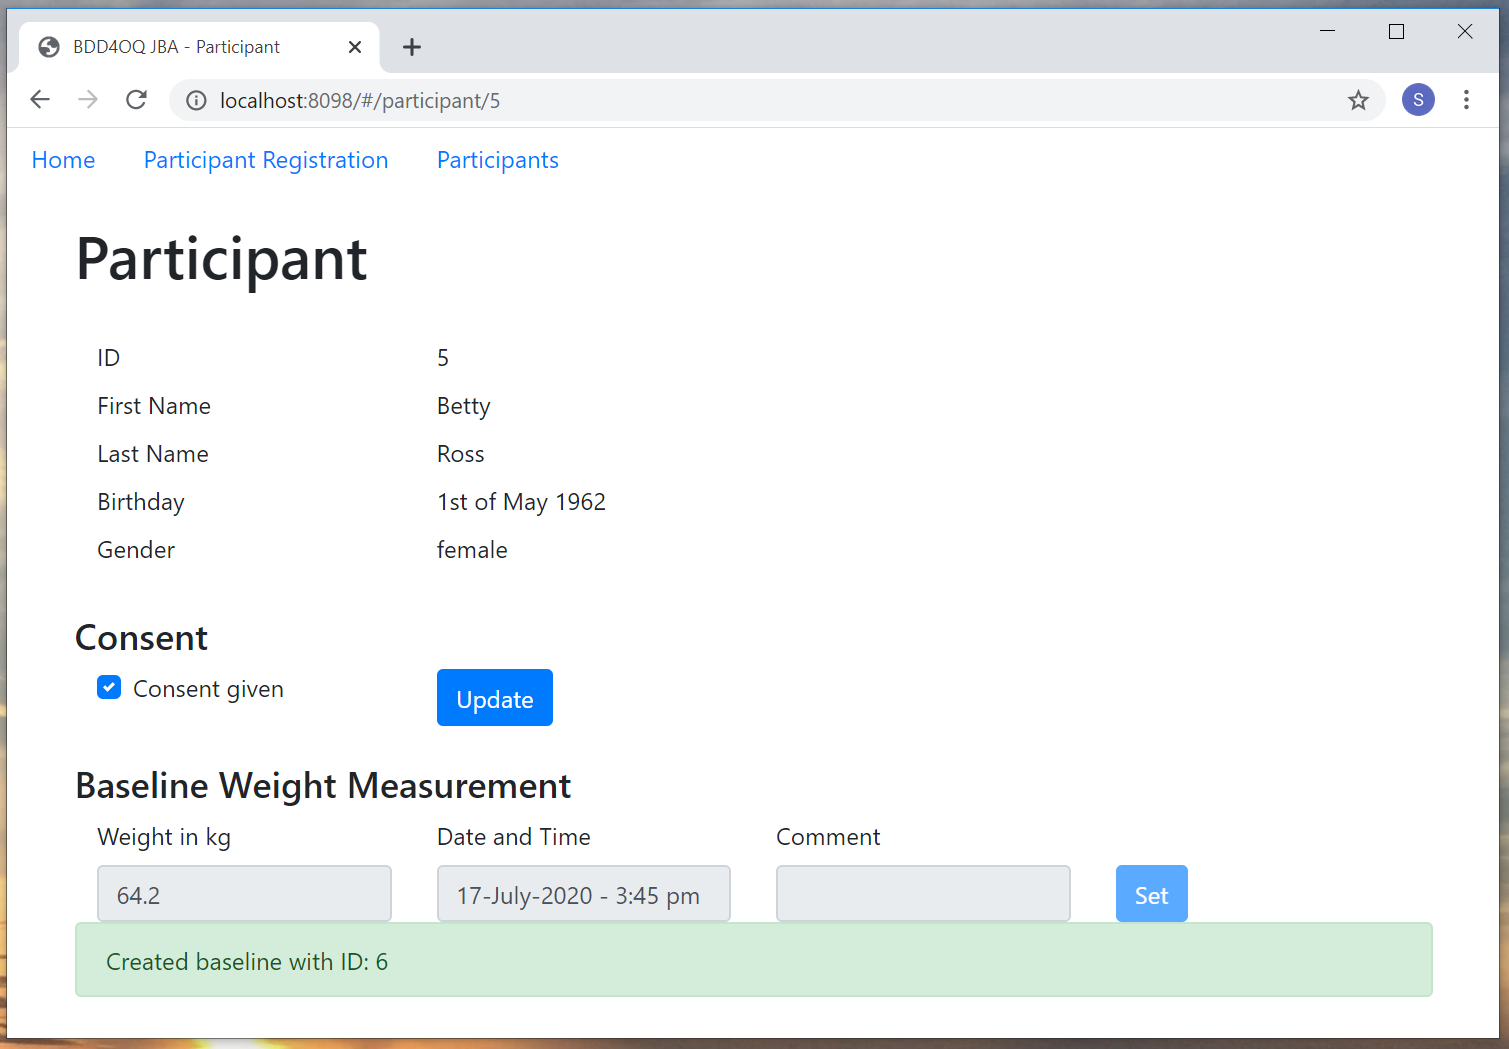 BDD4OQ JBA - Participant
localhost:8098/#/participant/5
S
Home Participant Registration Participants
Participant
ID 5
First Name Betty
Last Name Ross
Birthday 1st of May 1962
Gender female
Consent
Consent given Update
Baseline Weight Measurement
Weight in kg Date and Time Comment
64.2 17-July-2020 - 3:45 pm Set
Created baseline with ID: 6